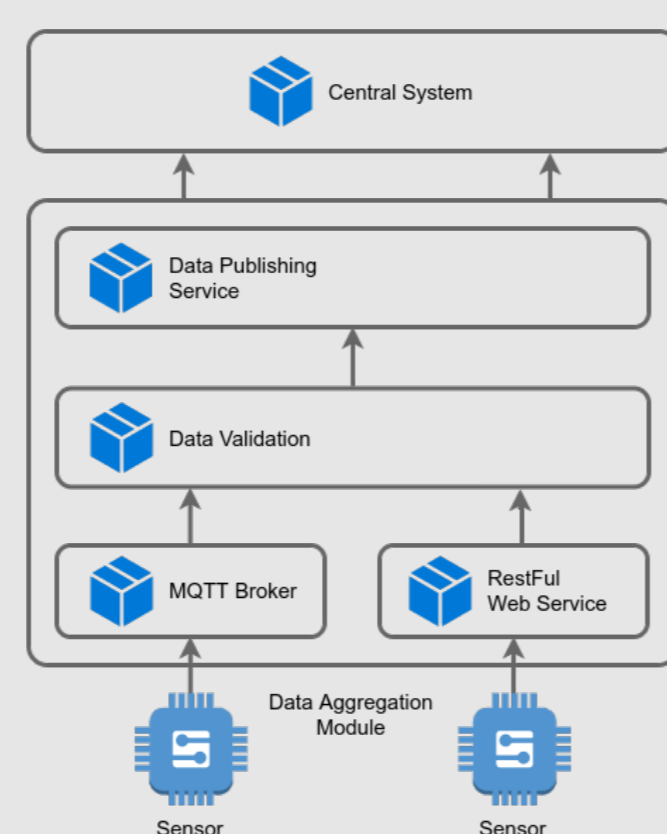 Central System
Data Publishing
Service
Data Validation
MQTT Broker
RestFul
Web Service
Data Aggregation
Module
Sensor
Sensor